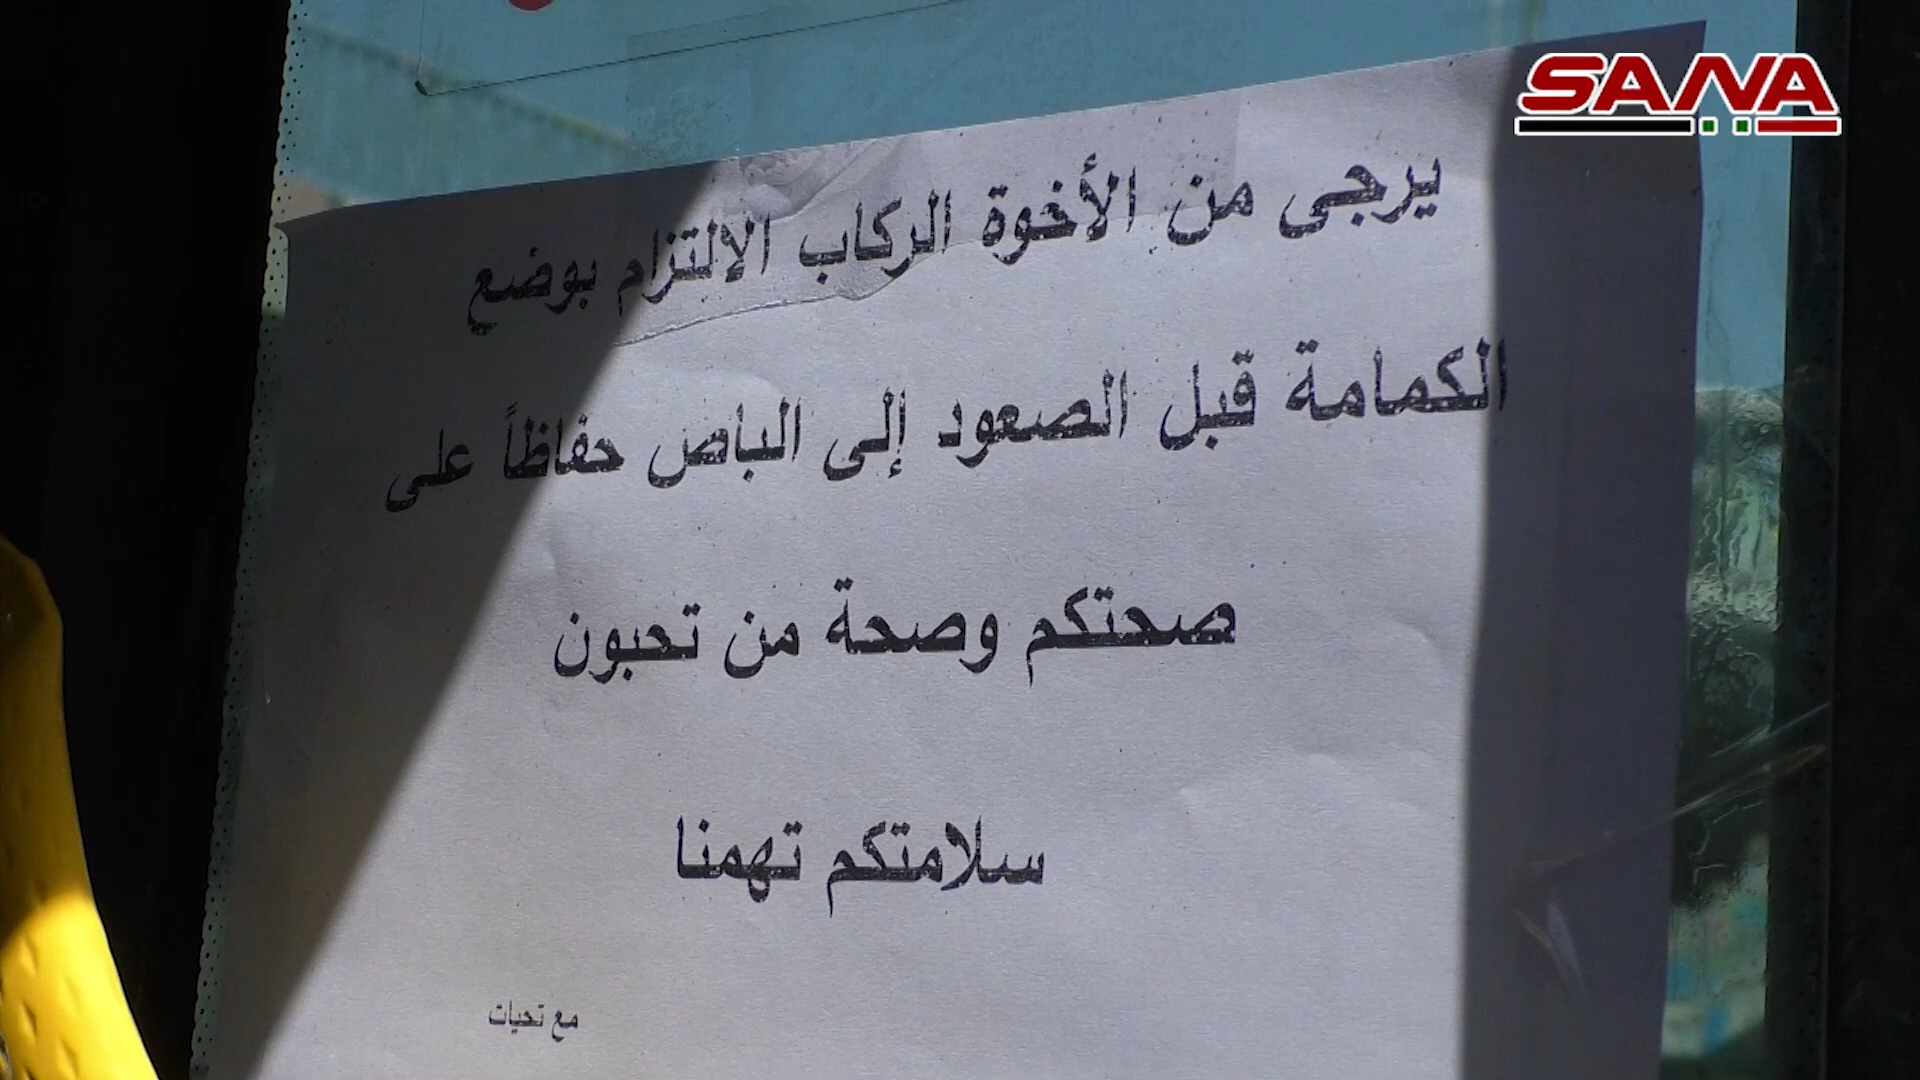 SANA
يرجى من الأخوة الركاب الإلتزام بوضع
الكمامة قبل الصعود إلى الباص حفاظاً على
صحتكم وصحة من تحبون
سلامتكم تهمنا
مع تحيات